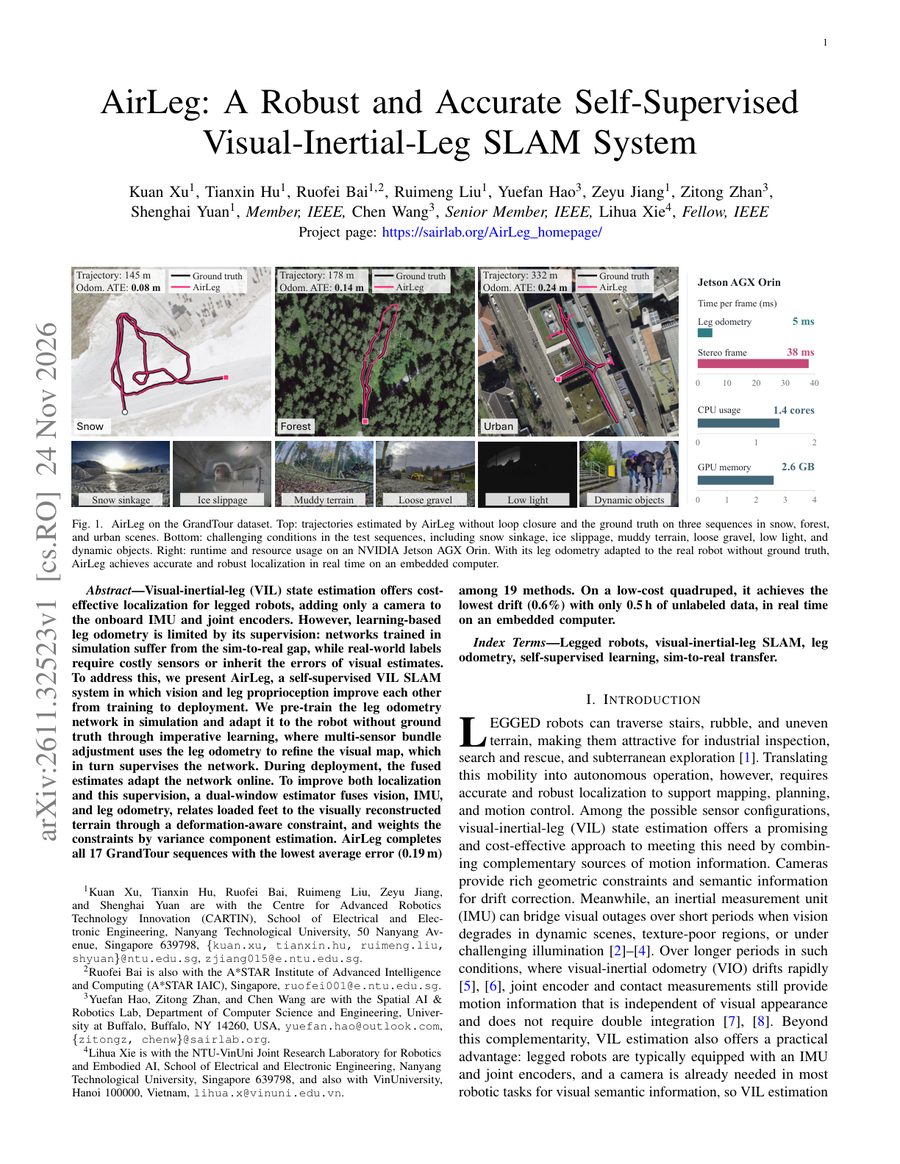 1
AirLeg: A Robust and Accurate Self-Supervised
Visual-Inertial-Leg SLAM System
Kuan Xu1, Tianxin Hu1, Ruofei Bai1,2, Ruimeng Liu1, Yuefan Hao3, Zeyu Jiang1, Zitong Zhan3,
Shenghai Yuan1, Member, IEEE, Chen Wang3, Senior Member, IEEE, Lihua Xie4, Fellow, IEEE
Project page: https://sairlab.org/AirLeg_homepage/
Trajectory: 145 m
Odom. ATE: 0.08 m
Ground truth
AirLeg
Snow
Trajectory: 178 m
Odom. ATE: 0.14 m
Ground truth
AirLeg
Forest
Trajectory: 332 m
Odom. ATE: 0.24 m
Ground truth
AirLeg
Urban
Snow sinkage
Ice slippage
Muddy terrain
Loose gravel
Low light
Dynamic objects
Jetson AGX Orin
Time per frame (ms)
Leg odometry 5 ms
Stereo frame 38 ms
0 10 20 30 40
CPU usage 1.4 cores
0 1 2
GPU memory 2.6 GB
0 1 2 3 4
Fig. 1. AirLeg on the GrandTour dataset. Top: trajectories estimated by AirLeg without loop closure and the ground truth on three sequences in snow, forest,
and urban scenes. Bottom: challenging conditions in the test sequences, including snow sinkage, ice slippage, muddy terrain, loose gravel, low light, and
dynamic objects. Right: runtime and resource usage on an NVIDIA Jetson AGX Orin. With its leg odometry adapted to the real robot without ground truth,
AirLeg achieves accurate and robust localization in real time on an embedded computer.
Abstract—Visual-inertial-leg (VIL) state estimation offers cost-
effective localization for legged robots, adding only a camera to
the onboard IMU and joint encoders. However, learning-based
leg odometry is limited by its supervision: networks trained in
simulation suffer from the sim-to-real gap, while real-world labels
require costly sensors or inherit the errors of visual estimates.
To address this, we present AirLeg, a self-supervised VIL SLAM
system in which vision and leg proprioception improve each other
from training to deployment. We pre-train the leg odometry
network in simulation and adapt it to the robot without ground
truth through imperative learning, where multi-sensor bundle
adjustment uses the leg odometry to refine the visual map, which
in turn supervises the network. During deployment, the fused
estimates adapt the network online. To improve both localization
and this supervision, a dual-window estimator fuses vision, IMU,
and leg odometry, relates loaded feet to the visually reconstructed
terrain through a deformation-aware constraint, and weights the
constraints by variance component estimation. AirLeg completes
all 17 GrandTour sequences with the lowest average error (0.19 m)
1Kuan Xu, Tianxin Hu, Ruofei Bai, Ruimeng Liu, Zeyu Jiang,
and Shenghai Yuan are with the Centre for Advanced Robotics
Technology Innovation (CARTIN), School of Electrical and Elec-
tronic Engineering, Nanyang Technological University, 50 Nanyang Av-
enue, Singapore 639798, {kuan.xu, tianxin.hu, ruimeng.liu,
shyuan}@ntu.edu.sg, zjiang015@e.ntu.edu.sg.
2Ruofei Bai is also with the A*STAR Institute of Advanced Intelligence
and Computing (A*STAR IAIC), Singapore, ruofei001@e.ntu.edu.sg.
3Yuefan Hao, Zitong Zhan, and Chen Wang are with the Spatial AI &
Robotics Lab, Department of Computer Science and Engineering, Univer-
sity at Buffalo, Buffalo, NY 14260, USA, yuefan.hao@outlook.com,
{zitongz, chenw}@sairlab.org.
4Lihua Xie is with the NTU-VinUni Joint Research Laboratory for Robotics
and Embodied AI, School of Electrical and Electronic Engineering, Nanyang
Technological University, Singapore 639798, and also with VinUniversity,
Hanoi 100000, Vietnam, lihua.x@vinuni.edu.vn.
among 19 methods. On a low-cost quadruped, it achieves the
lowest drift (0.6%) with only 0.5 h of unlabeled data, in real time
on an embedded computer.
Index Terms—Legged robots, visual-inertial-leg SLAM, leg
odometry, self-supervised learning, sim-to-real transfer.
I. INTRODUCTION
LEGGED robots can traverse stairs, rubble, and uneven
terrain, making them attractive for industrial inspection,
search and rescue, and subterranean exploration [1]. Translating
this mobility into autonomous operation, however, requires
accurate and robust localization to support mapping, planning,
and motion control. Among the possible sensor configurations,
visual-inertial-leg (VIL) state estimation offers a promising
and cost-effective approach to meeting this need by combin-
ing complementary sources of motion information. Cameras
provide rich geometric constraints and semantic information
for drift correction. Meanwhile, an inertial measurement unit
(IMU) can bridge visual outages over short periods when vision
degrades in dynamic scenes, texture-poor regions, or under
challenging illumination [2]–[4]. Over longer periods in such
conditions, where visual-inertial odometry (VIO) drifts rapidly
[5], [6], joint encoder and contact measurements still provide
motion information that is independent of visual appearance
and does not require double integration [7], [8]. Beyond
this complementarity, VIL estimation also offers a practical
advantage: legged robots are typically equipped with an IMU
and joint encoders, and a camera is already needed in most
robotic tasks for visual semantic information, so VIL estimation
arXiv:2611.32523v1 [cs.RO] 24 Nov 2026